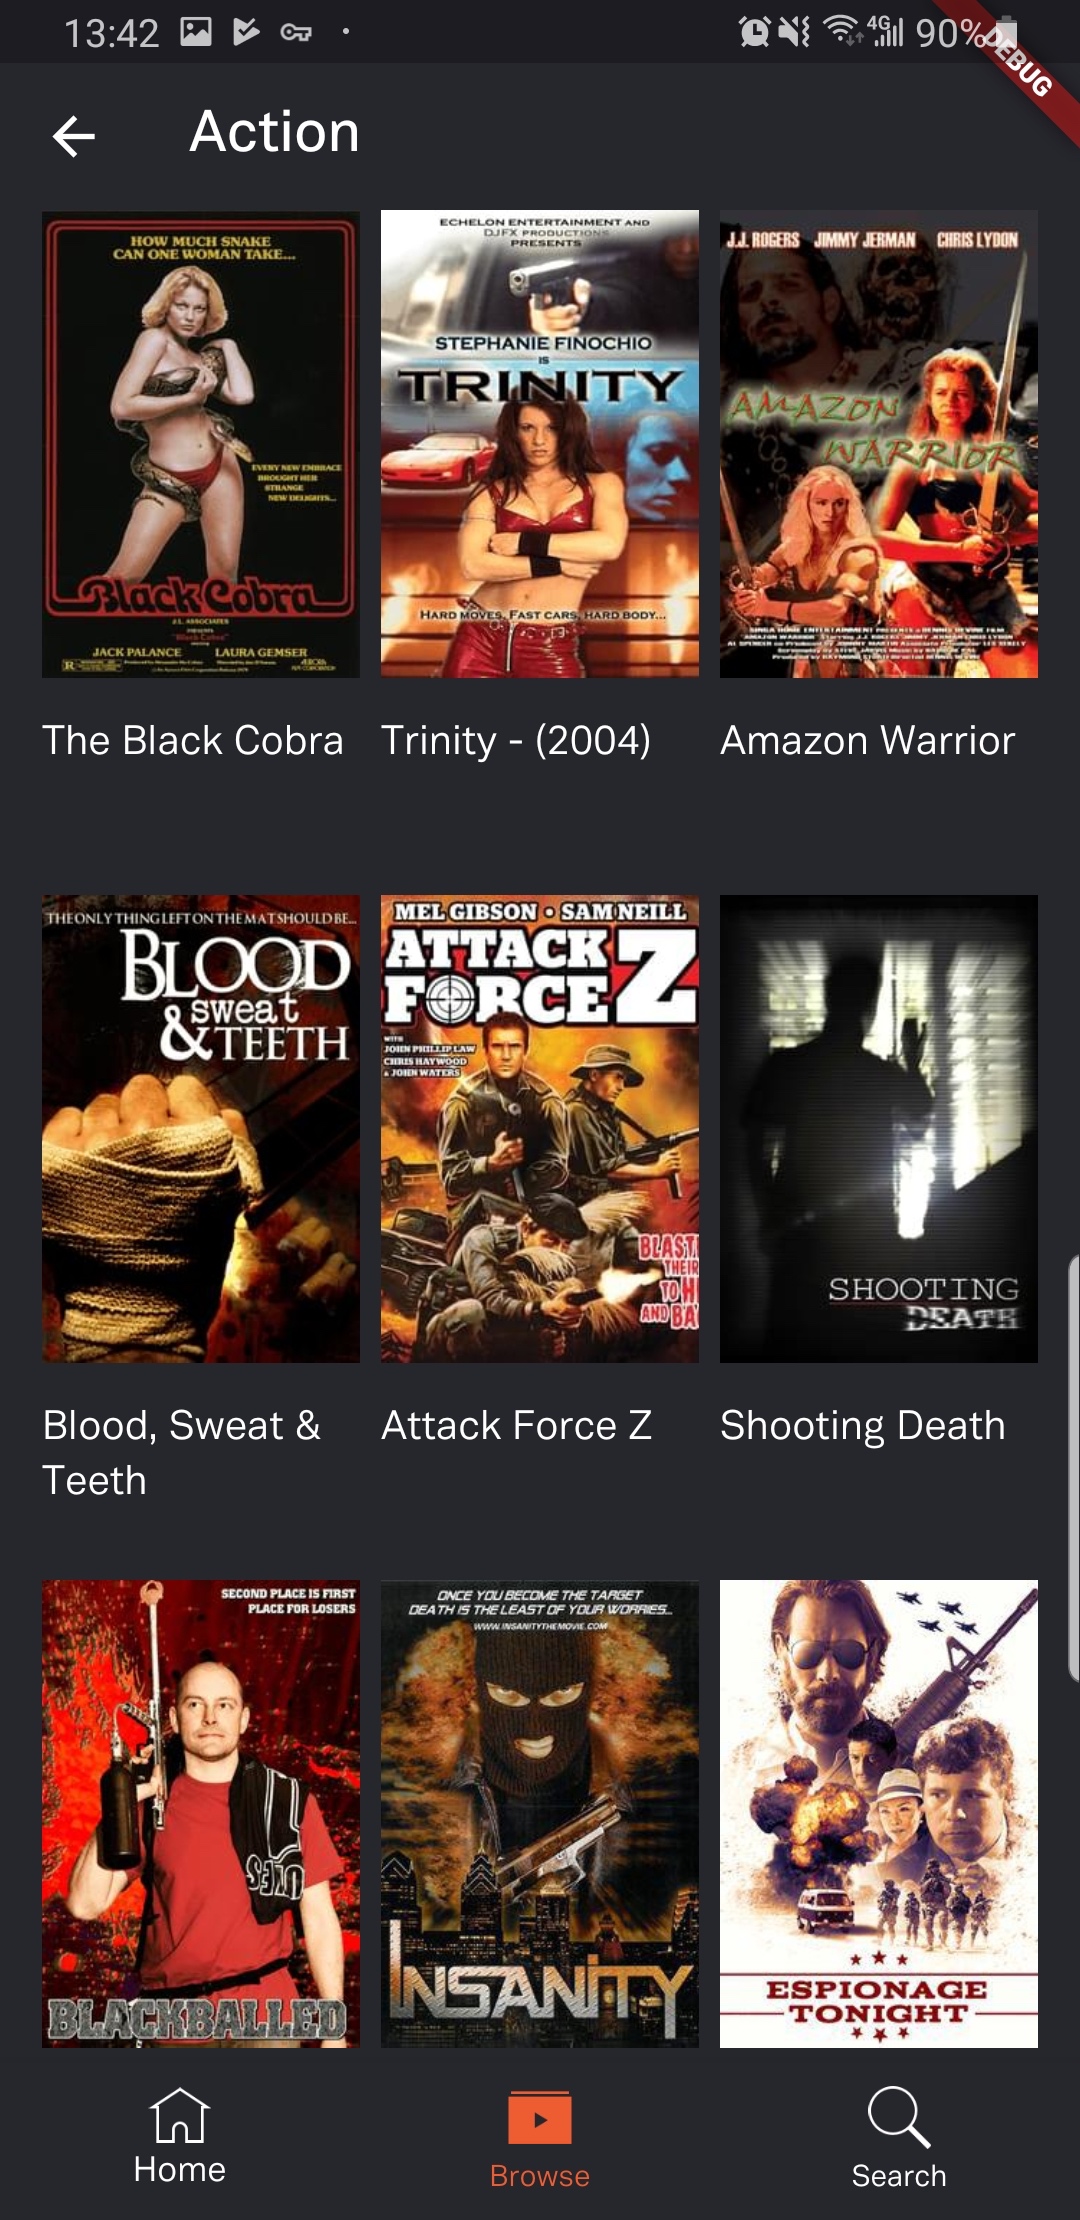 13:42
4G
90%
DEBUG
Action
HOW MUCH SNAKE
CAN ONE WOMAN TAKE...
EVERY NEW EMBRACE
BROUGHT HER
STRANGE
NEW DELIGHTS...
Black Cobra
J.L. ASSOCIATES
PRESENTS
"Black Cobra"
JACK PALANCE LAURA GEMSER
R
The Black Cobra
ECHELON ENTERTAINMENT AND
DJFX PRODUCTIONS
PRESENTS
STEPHANIE FINOCHIO
IS
TRINITY
HARD MOVES, FAST CARS, HARD BODY...
Trinity - (2004)
J.J. ROGERS JIMMY JERMAN CHRIS LYDON
AMAZON
WARRIOR
Amazon Warrior
THE ONLY THING LEFT ON THE MAT SHOULD BE...
BLOOD
sweat
& TEETH
Blood, Sweat &
Teeth
MEL GIBSON • SAM NEILL
ATTACK
FORCE Z
WITH
JOHN PHILLIP LAW
CHRIS HAYWOOD
& JOHN WATERS
BLAST
THEIR
TO H
AND BA
Attack Force Z
SHOOTING
DEATH
Shooting Death
SECOND PLACE IS FIRST
PLACE FOR LOSERS
BLACKBALLED
ONCE YOU BECOME THE TARGET
DEATH IS THE LEAST OF YOUR WORRIES...
WWW.INSANITYTHEMOVIE.COM
INSANITY
ESPIONAGE
TONIGHT
Home
Browse
Search